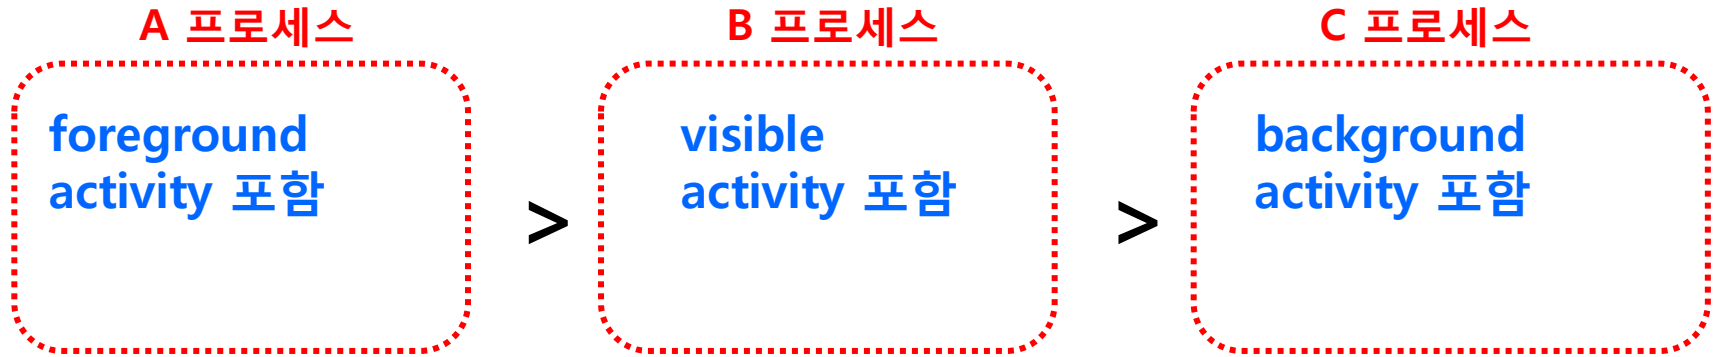 A 프로세스
foreground
activity 포함
>
B 프로세스
visible
activity 포함
>
C 프로세스
background
activity 포함